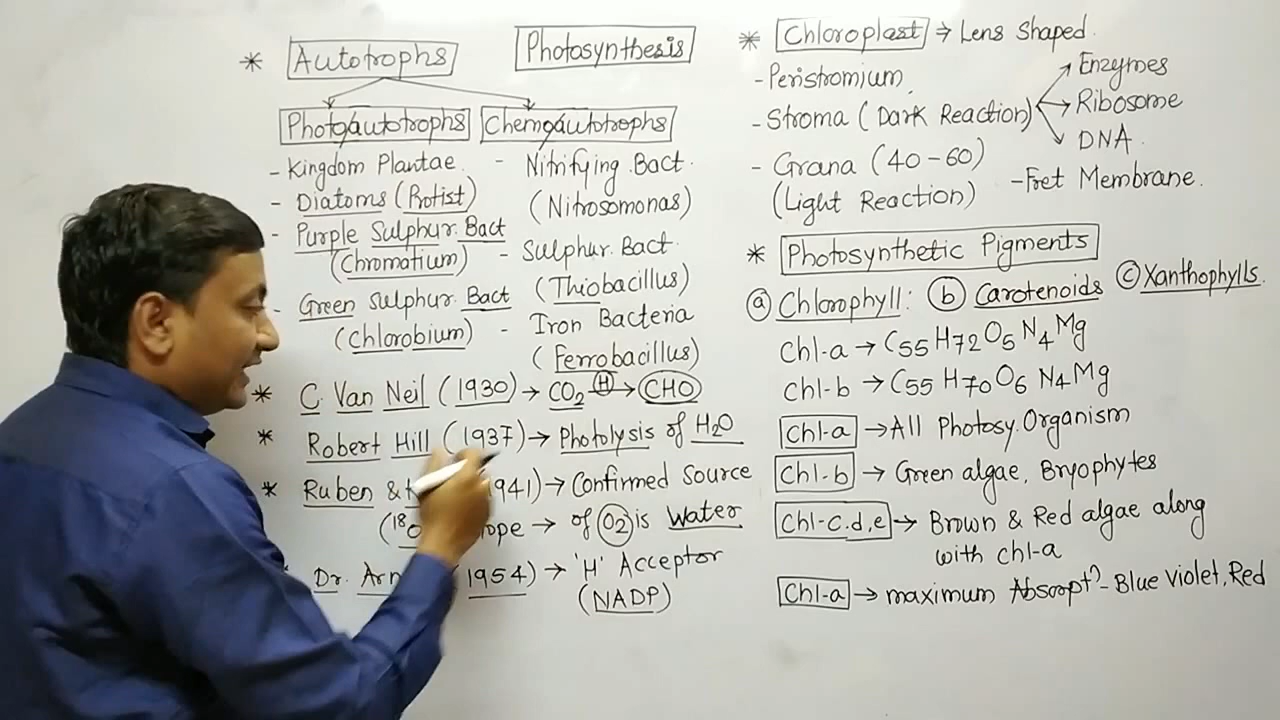 Photosynthesis
* Autotrophs
Photoautotrophs
- Kingdom Plantae
- Diatoms (Protist)
- Purple Sulphur. Bact
(Chromatium)
- Green Sulphur. Bact
(Chlorobium)
Chemoautotrophs
- Nitrifying. Bact.
(Nitrosomonas)
- Sulphur. Bact.
(Thiobacillus)
- Iron Bacteria
(Ferrobacillus)
* C. Van Neil (1930) → CO2 (H)→ CHO
* Robert Hill (1937) → Photolysis of H2O
* Ruben & 1941) → Confirmed Source
(18 → of O2 is Water
Dr. (1954) → 'H' Acceptor
(NADP)
* Chloroplast → Lens Shaped.
- Peristromium
- Stroma (Dark Reaction) → Enzymes
→ Ribosome
→ DNA.
- Grana (40-60)
(Light Reaction)
- Fret Membrane.
* Photosynthetic Pigments
(a) Chlorophyll: (b) Carotenoids (c) Xanthophylls.
Chl-a → C55 H72 O5 N4 Mg
Chl-b → C55 H70 O6 N4 Mg
Chl-a → All Photosy. Organism
Chl-b → Green algae, Bryophytes
Chl-c.d,e → Brown & Red algae along
with chl-a
Chl-a → maximum Absorptn - Blue Violet, Red